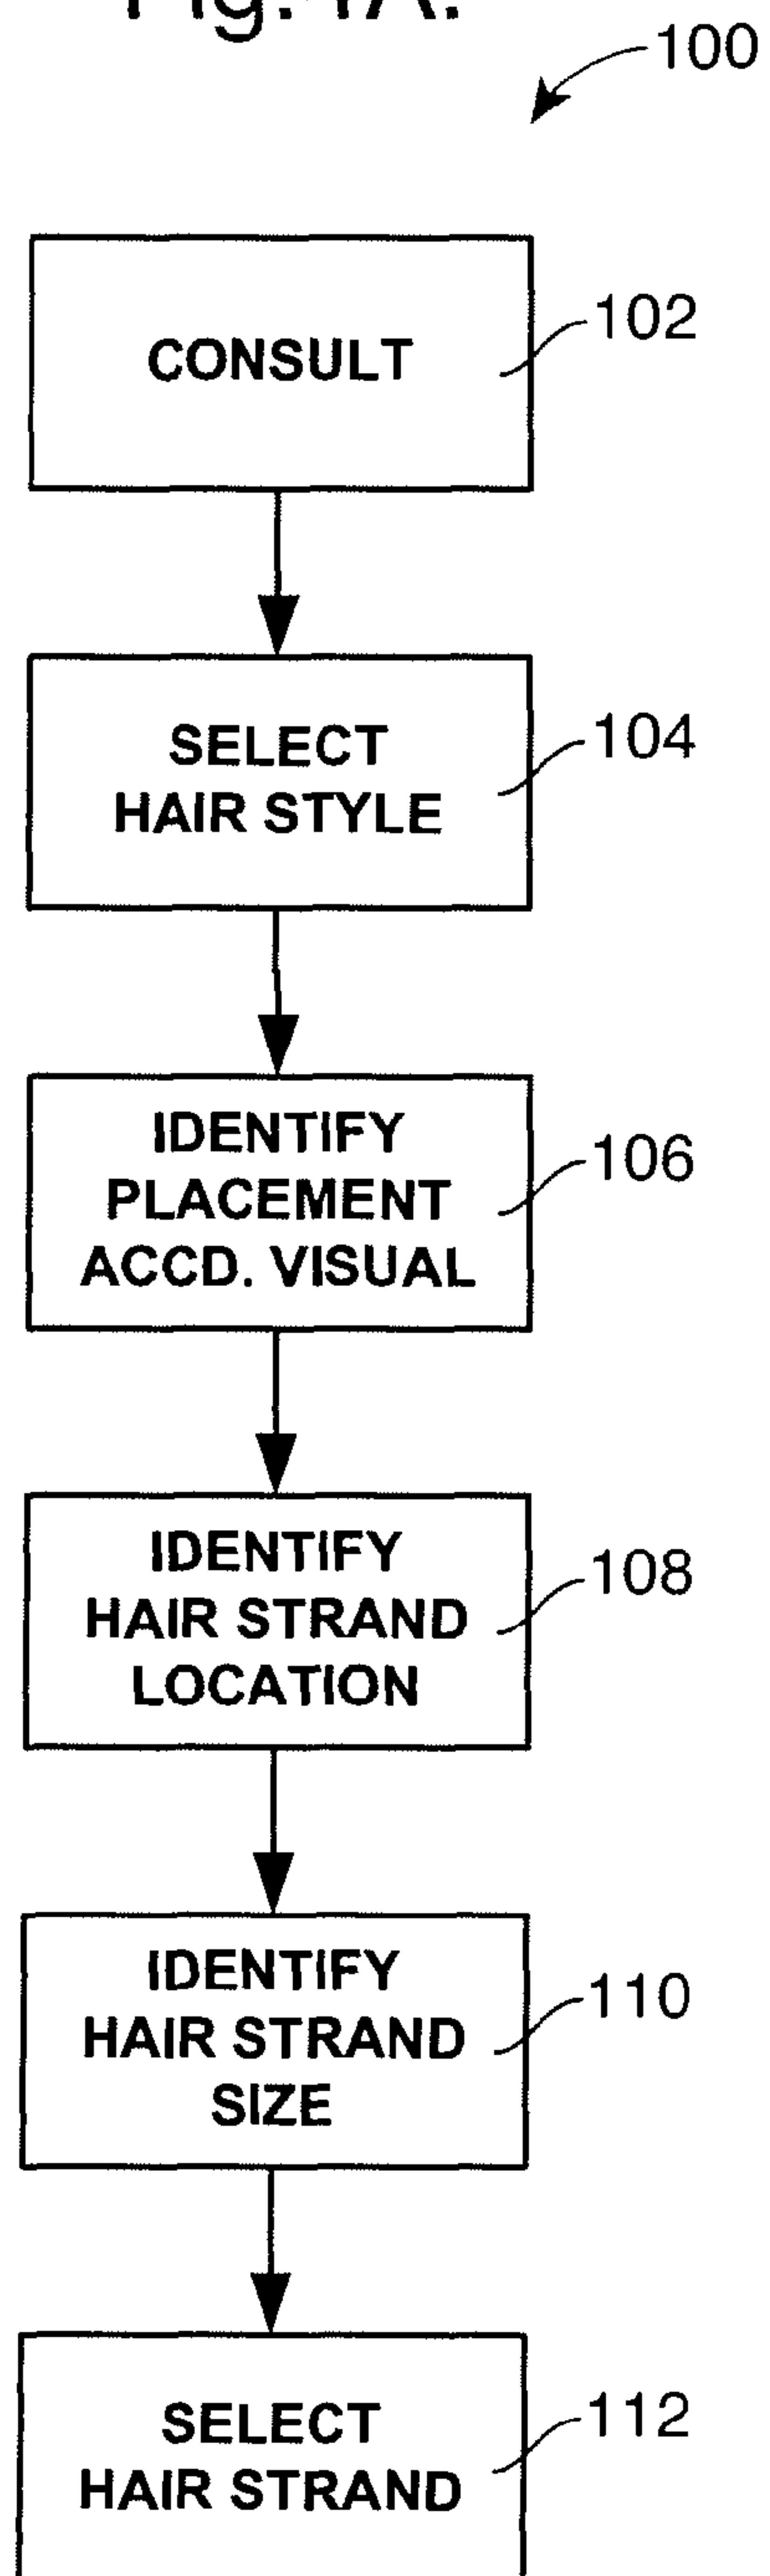 100
CONSULT
102
SELECT
HAIR STYLE
104
IDENTIFY
PLACEMENT
ACCD. VISUAL
106
IDENTIFY
HAIR STRAND
LOCATION
108
IDENTIFY
HAIR STRAND
SIZE
110
SELECT
HAIR STRAND
112